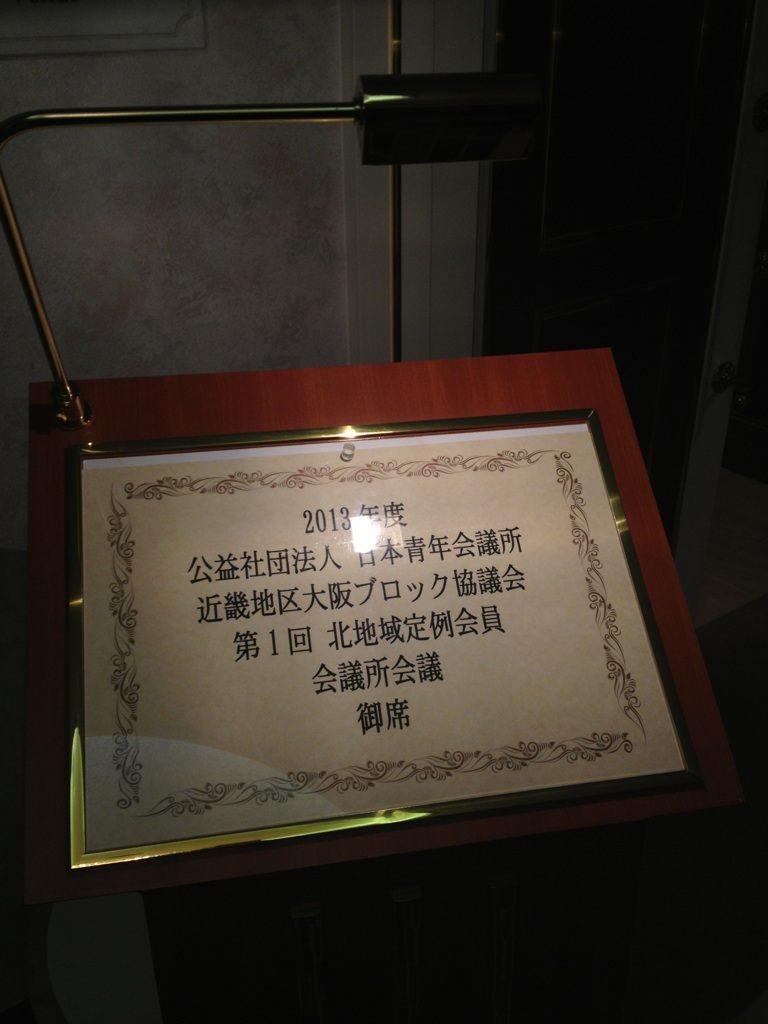 2013年度
公益社団法人 日本青年会議所
近畿地区大阪ブロック協議会
第1回 北地域定例会員
会議所会議
御席